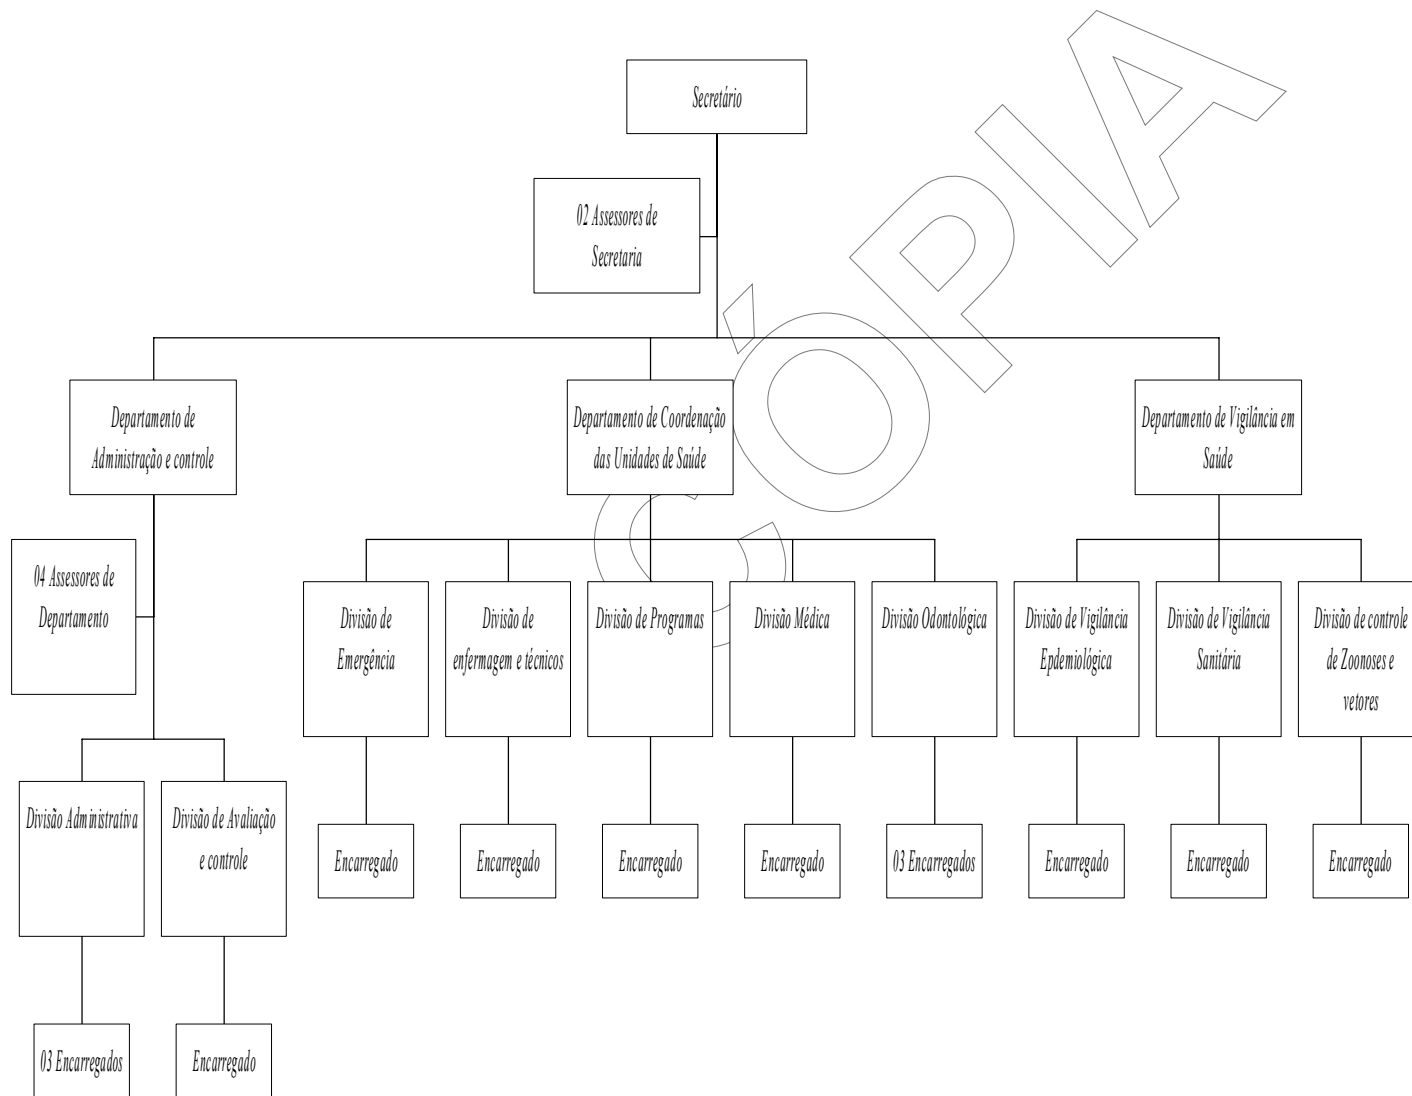 Secretário
02 Assessores de
Secretaria
Departamento de
Administração e controle
Departamento de Coordenação
das Unidades de Saúde
Departamento de Vigilância em
Saúde
04 Assessores de
Departamento
Divisão de
Emergência
Divisão de
enfermagem e técnicos
Divisão de Programas
Divisão Médica
Divisão Odontológica
Divisão de Vigilância
Epdemiológica
Divisão de Vigilância
Sanitária
Divisão de controle
de Zoonoses e
vetores
Divisão Administrativa
Divisão de Avaliação
e controle
Encarregado
Encarregado
Encarregado
Encarregado
03 Encarregados
Encarregado
Encarregado
Encarregado
03 Encarregados
Encarregado
CÓPIA